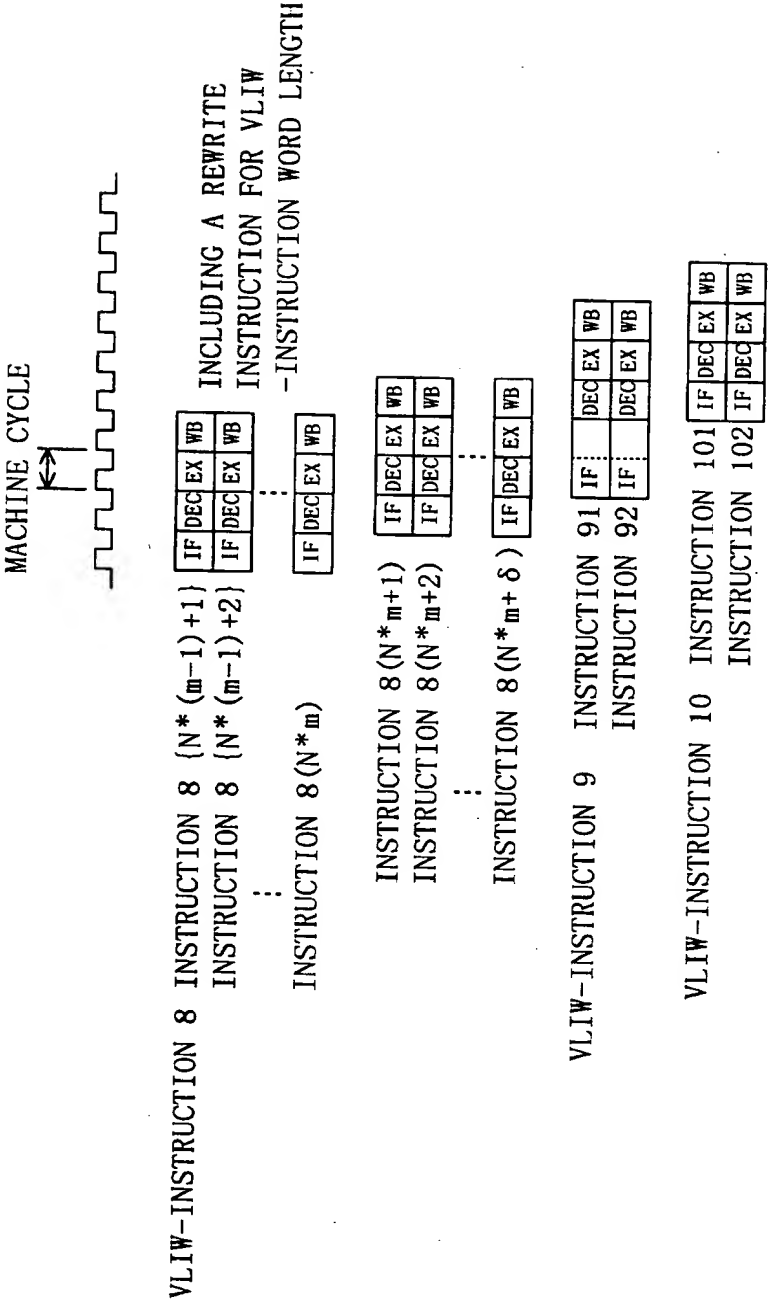 MACHINE CYCLE
VLIW-INSTRUCTION 8 INSTRUCTION 8 {N*(m-1)+1} IF DEC EX WB
INSTRUCTION 8 {N*(m-1)+2} IF DEC EX WB
INSTRUCTION 8(N*m) IF DEC EX WB
INCLUDING A REWRITE
INSTRUCTION FOR VLIW
-INSTRUCTION WORD LENGTH
INSTRUCTION 8(N*m+1) IF DEC EX WB
INSTRUCTION 8(N*m+2) IF DEC EX WB
INSTRUCTION 8(N*m+δ) IF DEC EX WB
VLIW-INSTRUCTION 9 INSTRUCTION 91 IF DEC EX WB
INSTRUCTION 92 IF DEC EX WB
VLIW-INSTRUCTION 10 INSTRUCTION 101 IF DEC EX WB
INSTRUCTION 102 IF DEC EX WB